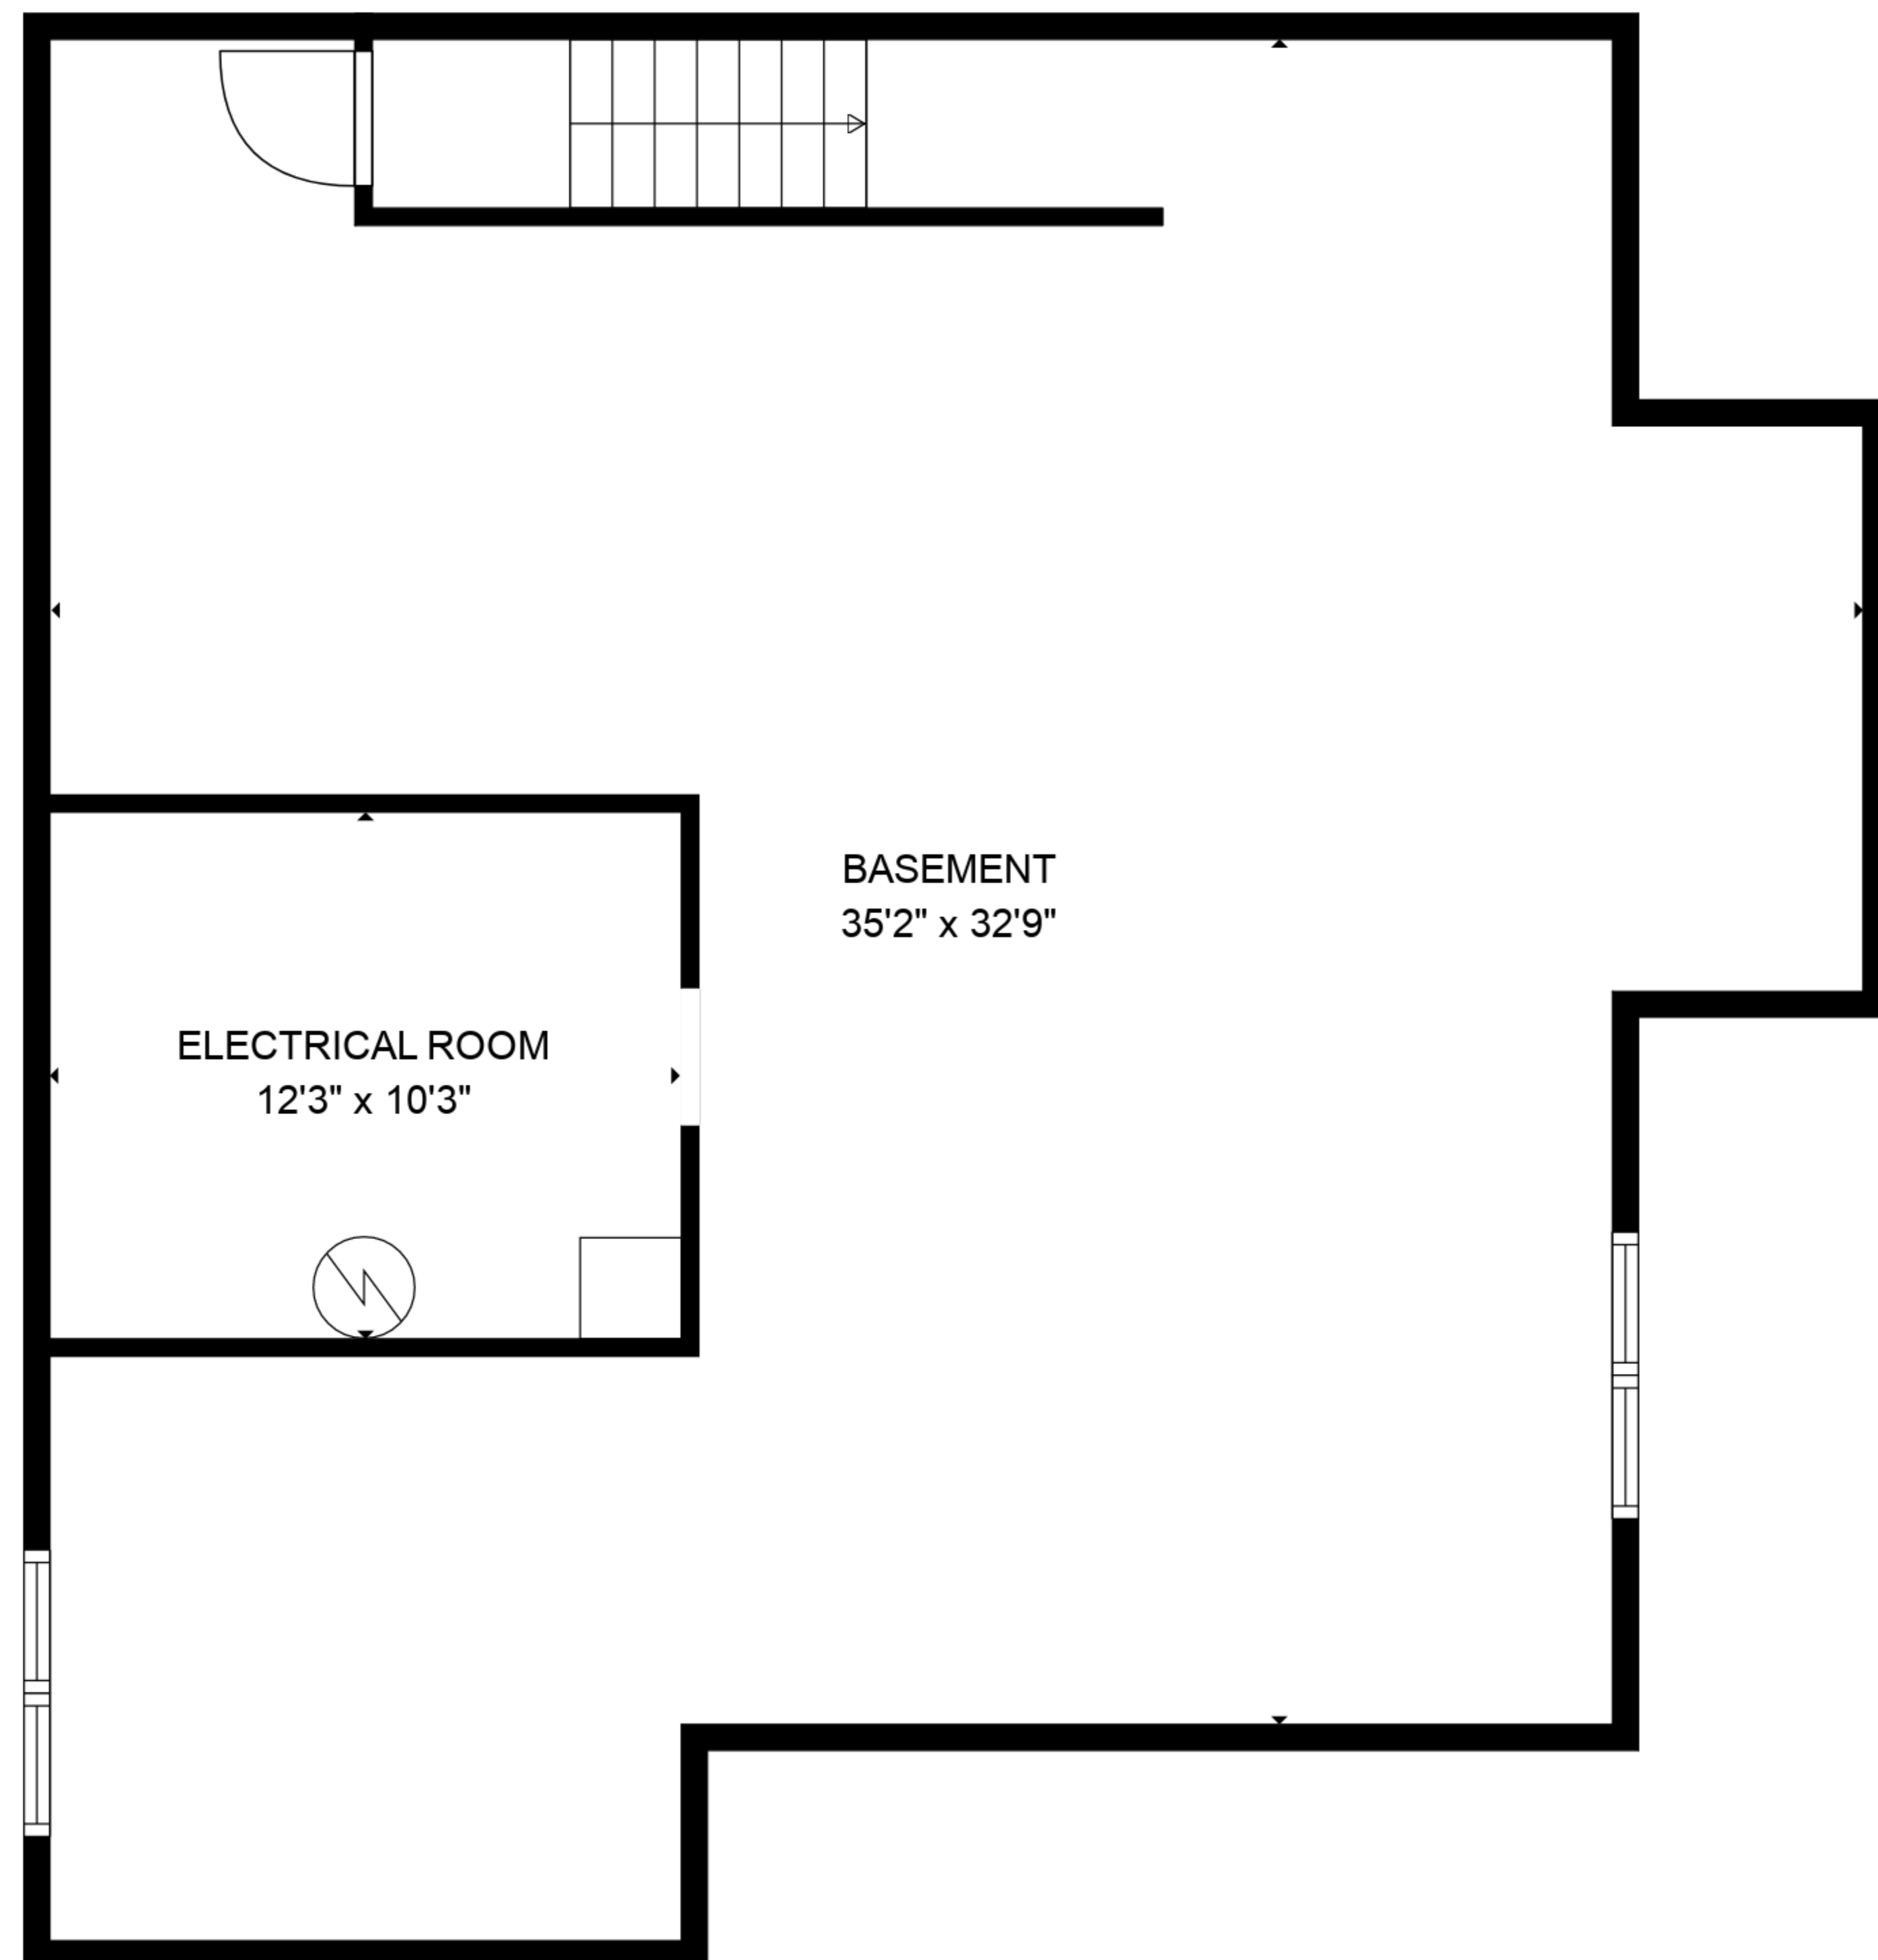 BASEMENT
35'2" x 32'9"
ELECTRICAL ROOM
12'3" x 10'3"